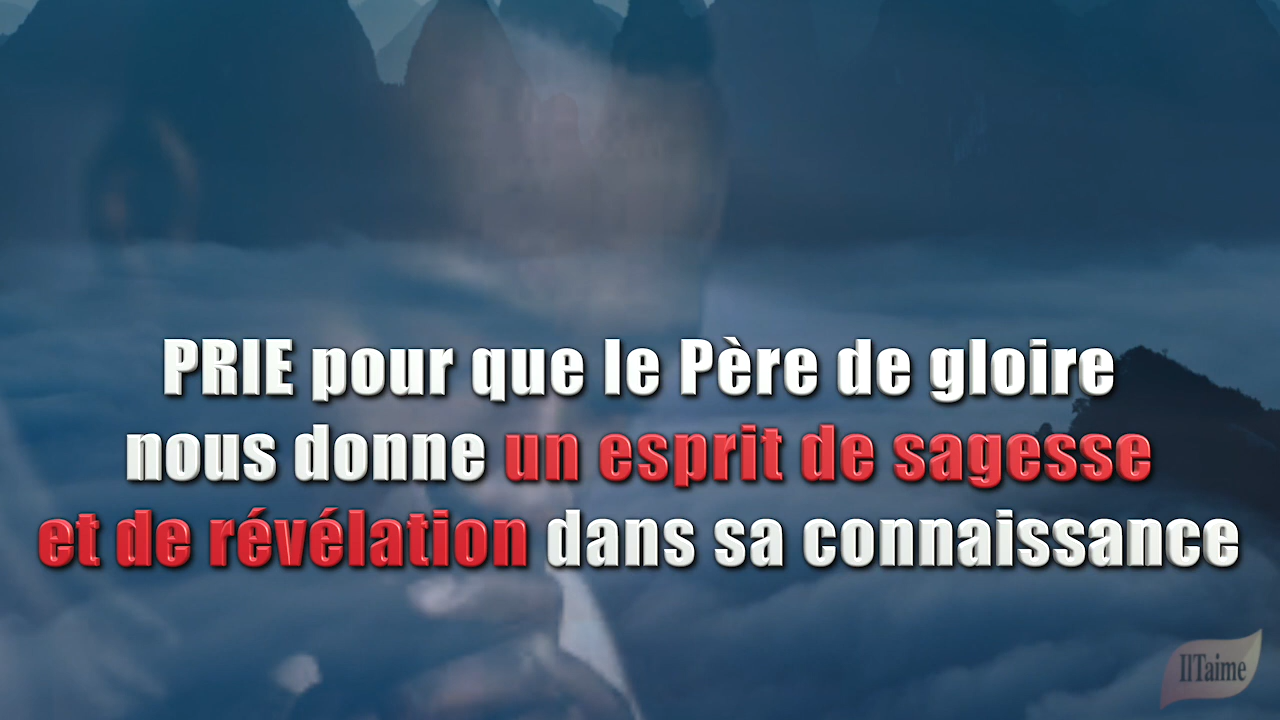 PRIE pour que le Père de gloire
nous donne un esprit de sagesse
et de révélation dans sa connaissance
IlTaime